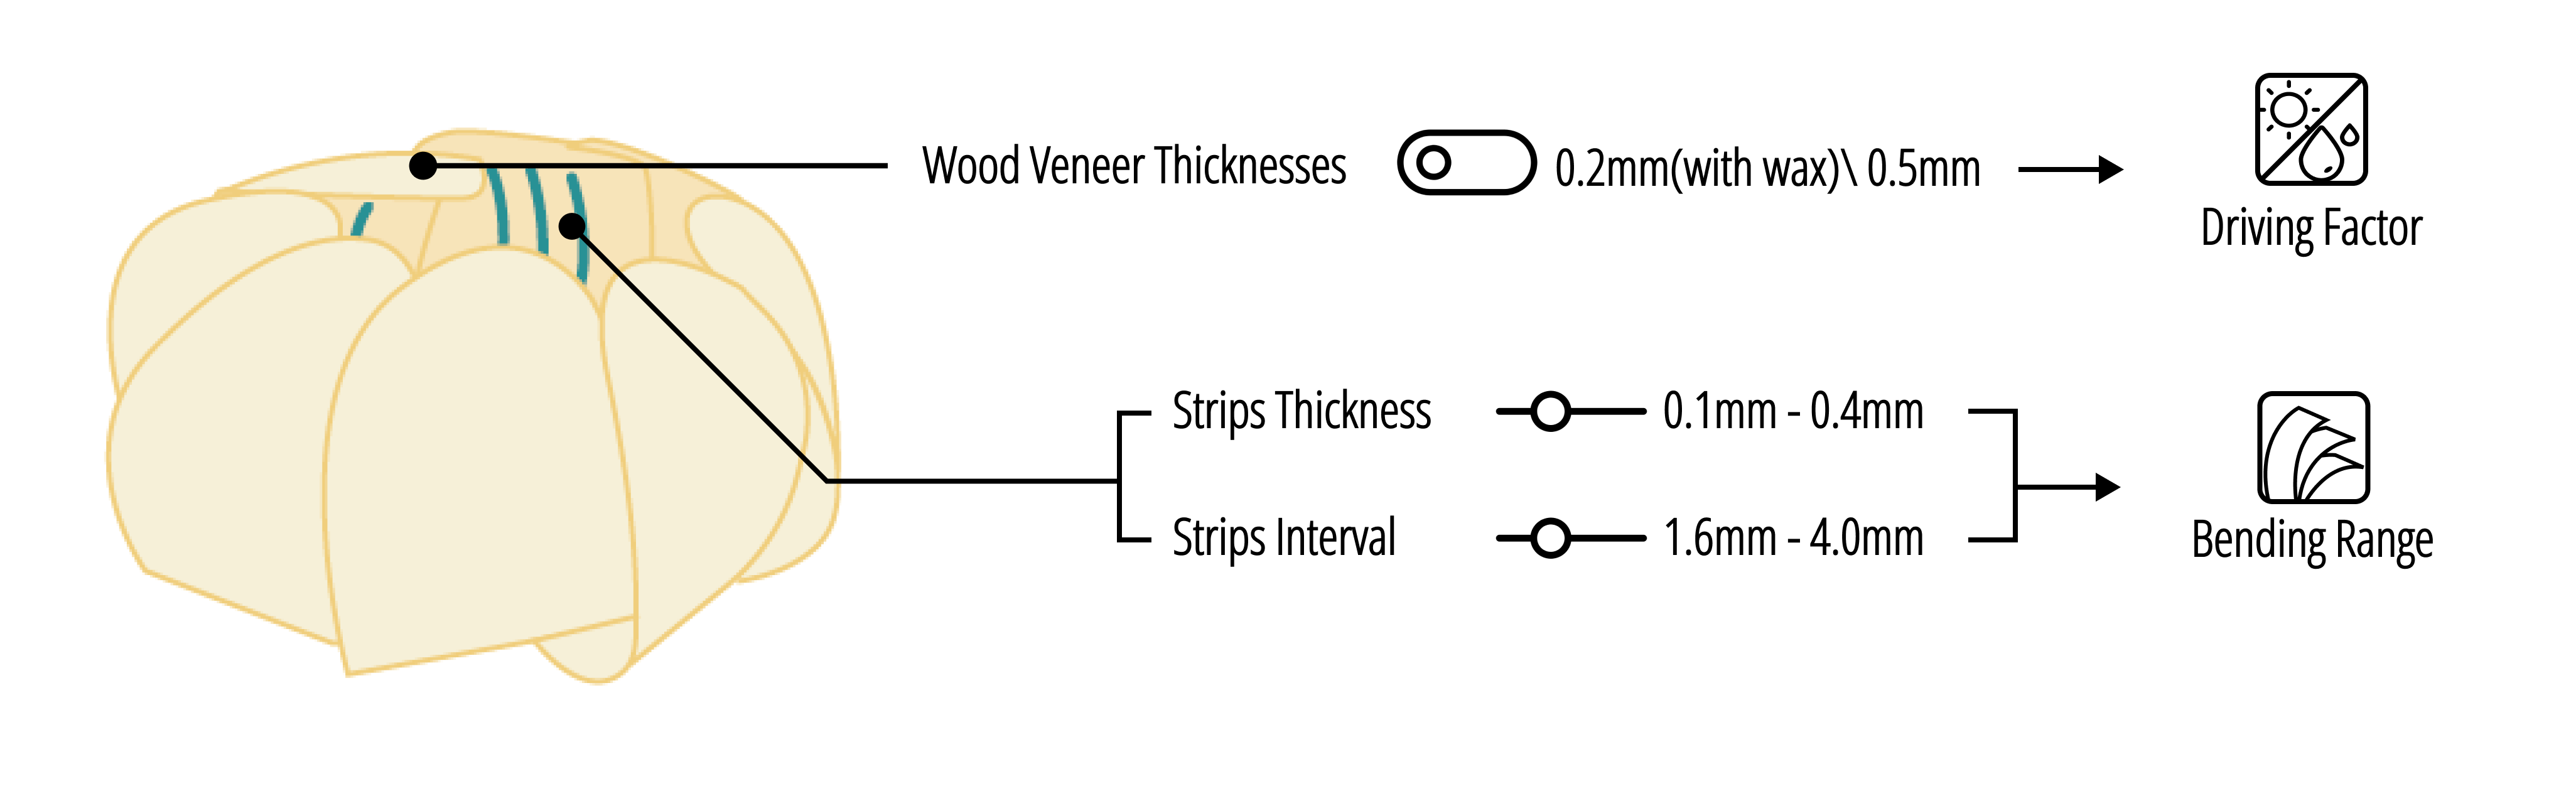 Wood Veneer Thicknesses
0.2mm(with wax)\ 0.5mm
Driving Factor
Strips Thickness
0.1mm - 0.4mm
Strips Interval
1.6mm - 4.0mm
Bending Range